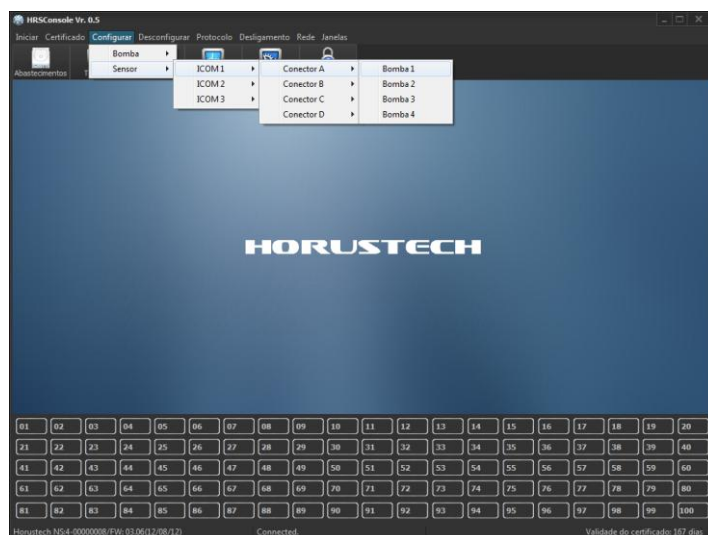 HRSConsole Vr. 0.5
Iniciar Certificado Configurar Desconfigurar Protocolo Desligamento Rede Janelas
Abastecimentos
Bomba
Sensor
ICOM 1
ICOM 2
ICOM 3
Conector A
Conector B
Conector C
Conector D
Bomba 1
Bomba 2
Bomba 3
Bomba 4
HORUSTECH
01 02 03 04 05 06 07 08 09 10 11 12 13 14 15 16 17 18 19 20
21 22 23 24 25 26 27 28 29 30 31 32 33 34 35 36 37 38 39 40
41 42 43 44 45 46 47 48 49 50 51 52 53 54 55 56 57 58 59 60
61 62 63 64 65 66 67 68 69 70 71 72 73 74 75 76 77 78 79 80
81 82 83 84 85 86 87 88 89 90 91 92 93 94 95 96 97 98 99 100
Horustech NS:4-00000008/FW: 03.06(12/08/12) Connected. Validade do certificado: 167 dias